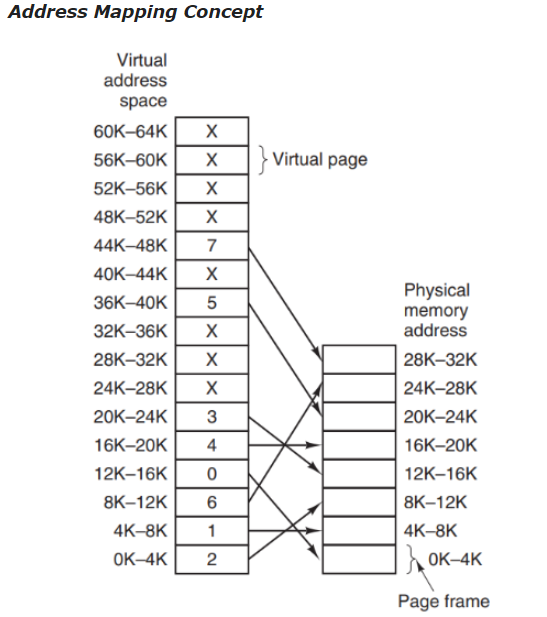 Address Mapping Concept
Virtual
address
space
60K–64K X
56K–60K X Virtual page
52K–56K X
48K–52K X
44K–48K 7
40K–44K X
36K–40K 5
32K–36K X
28K–32K X
24K–28K X
20K–24K 3
16K–20K 4
12K–16K 0
8K–12K 6
4K–8K 1
0K–4K 2
Physical
memory
address
28K–32K
24K–28K
20K–24K
16K–20K
12K–16K
8K–12K
4K–8K
0K–4K
Page frame